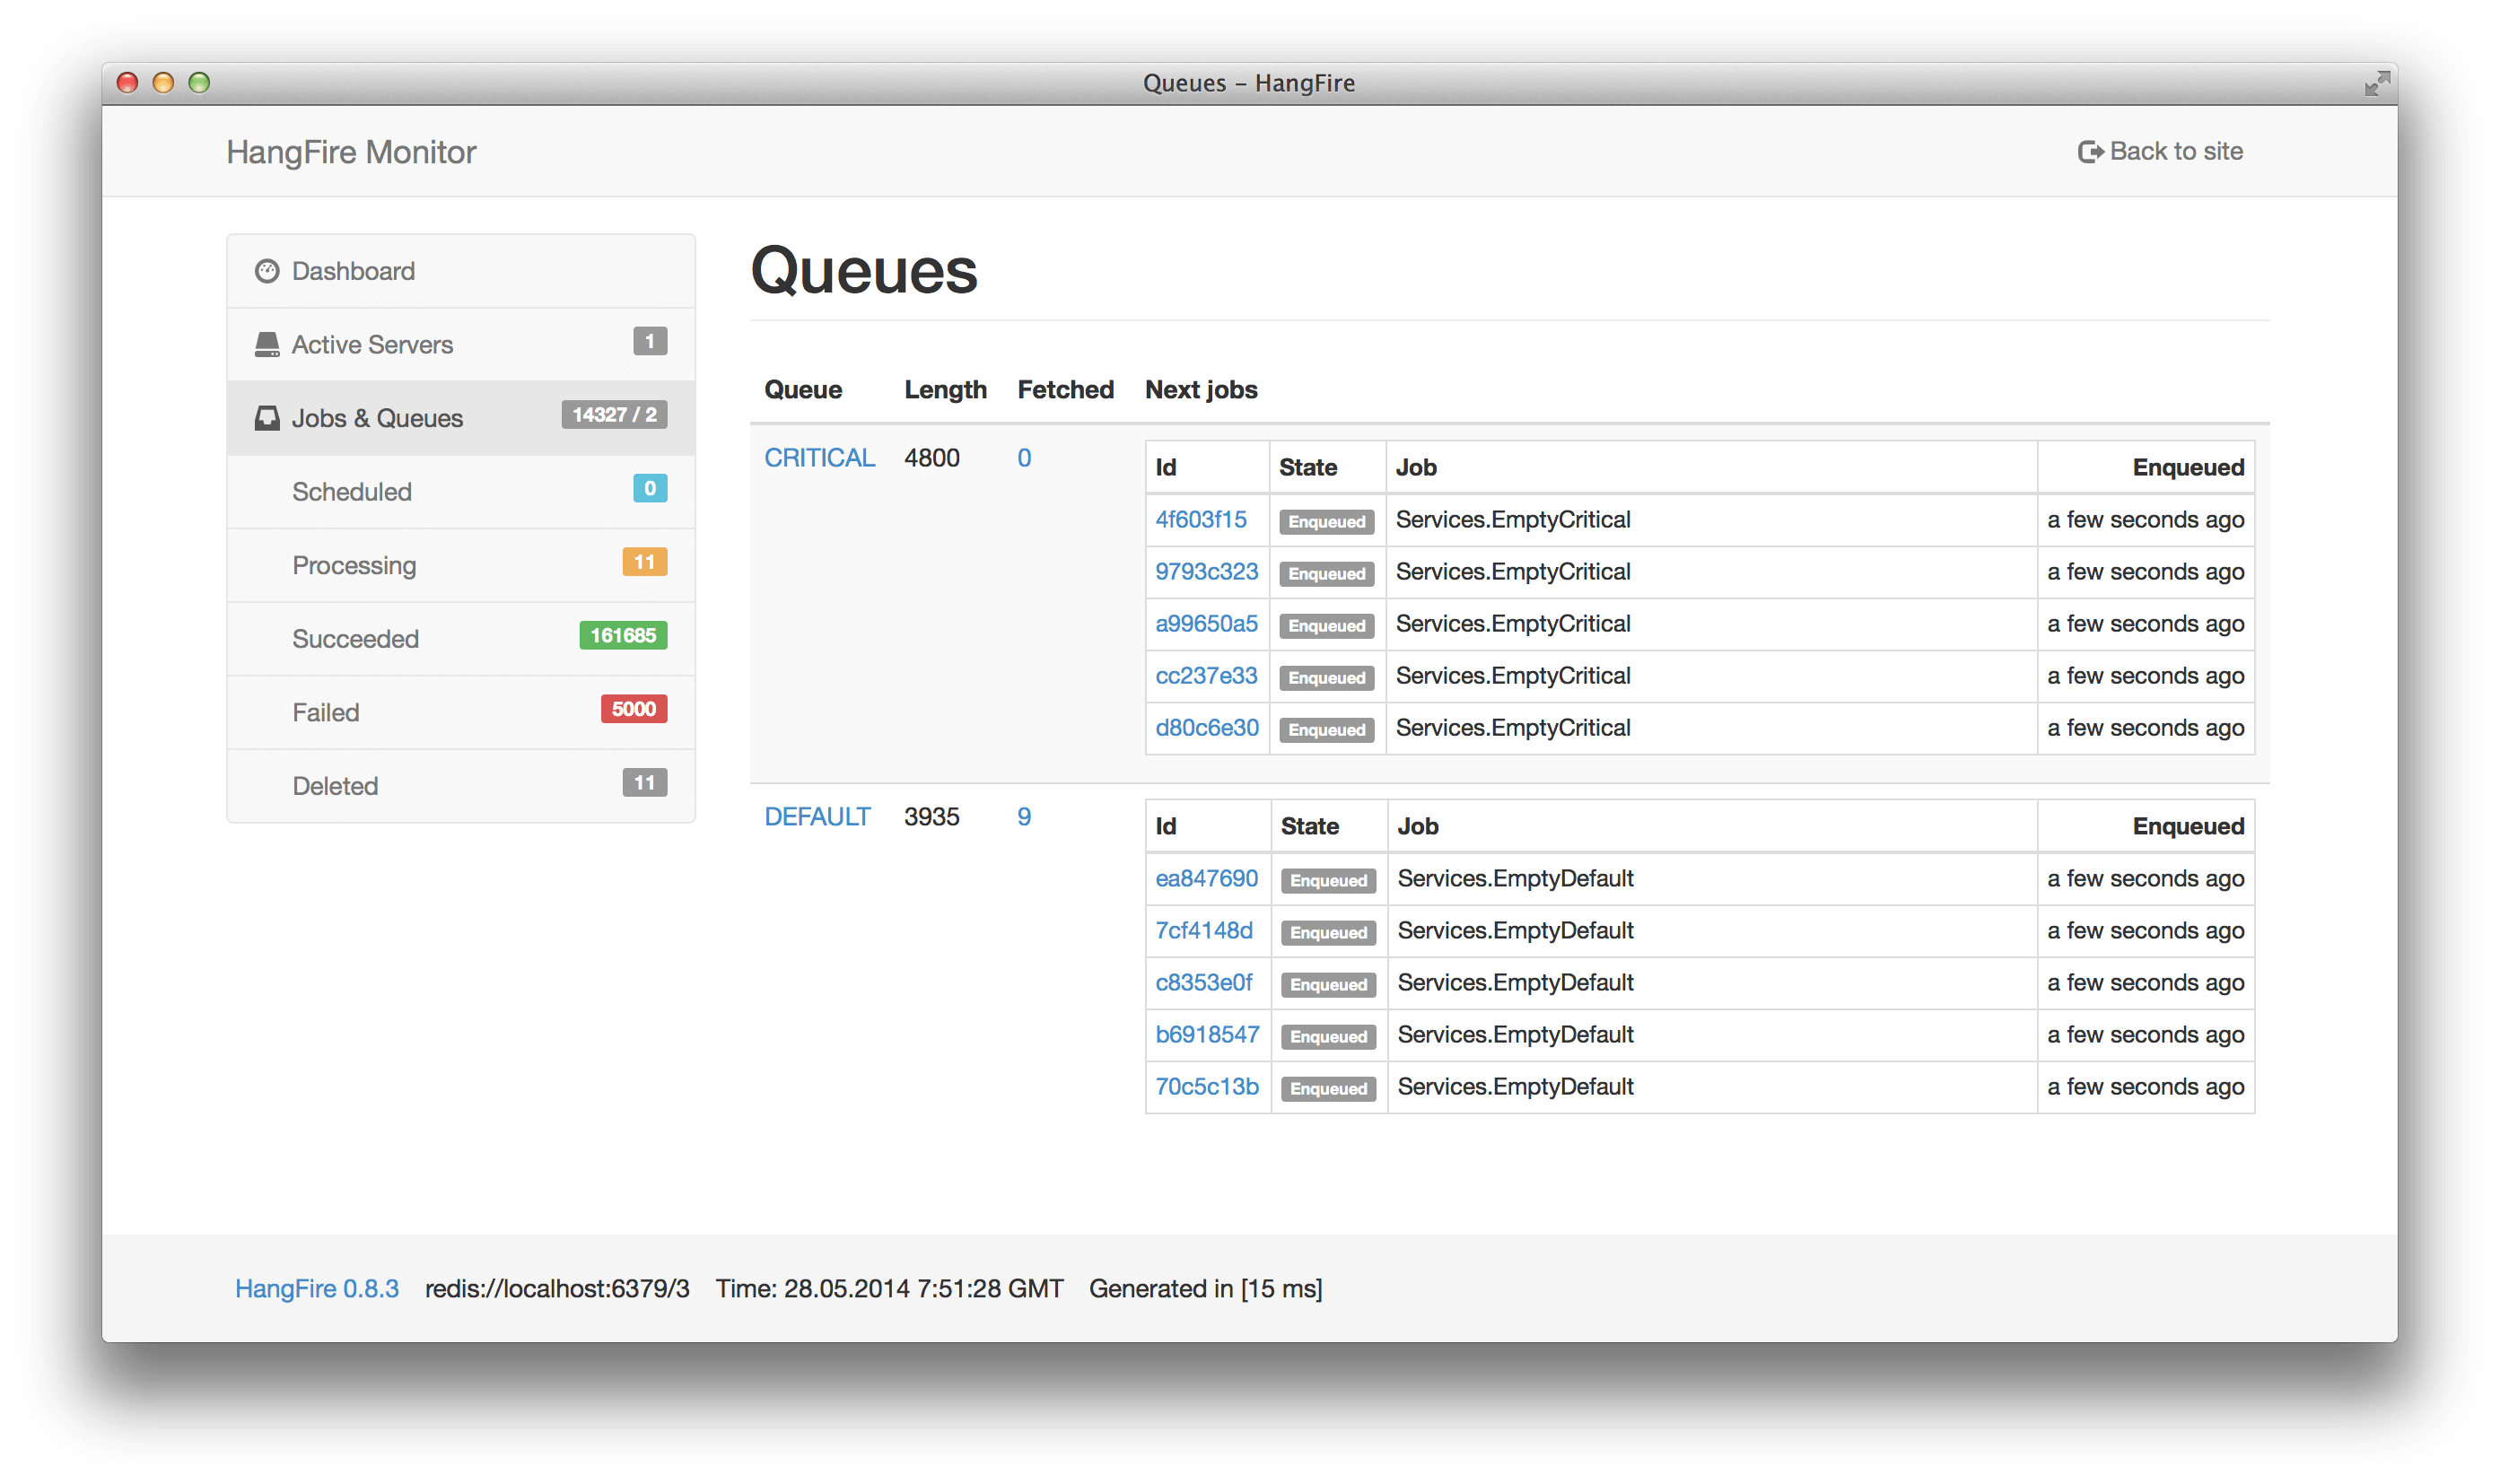 Queues – HangFire
HangFire Monitor
Back to site
Dashboard
Active Servers 1
Jobs & Queues 14327 / 2
Scheduled 0
Processing 11
Succeeded 161685
Failed 5000
Deleted 11
Queues
Queue Length Fetched Next jobs
CRITICAL 4800 0
Id State Job Enqueued
4f603f15 Enqueued Services.EmptyCritical a few seconds ago
9793c323 Enqueued Services.EmptyCritical a few seconds ago
a99650a5 Enqueued Services.EmptyCritical a few seconds ago
cc237e33 Enqueued Services.EmptyCritical a few seconds ago
d80c6e30 Enqueued Services.EmptyCritical a few seconds ago
DEFAULT 3935 9
Id State Job Enqueued
ea847690 Enqueued Services.EmptyDefault a few seconds ago
7cf4148d Enqueued Services.EmptyDefault a few seconds ago
c8353e0f Enqueued Services.EmptyDefault a few seconds ago
b6918547 Enqueued Services.EmptyDefault a few seconds ago
70c5c13b Enqueued Services.EmptyDefault a few seconds ago
HangFire 0.8.3 redis://localhost:6379/3 Time: 28.05.2014 7:51:28 GMT Generated in [15 ms]